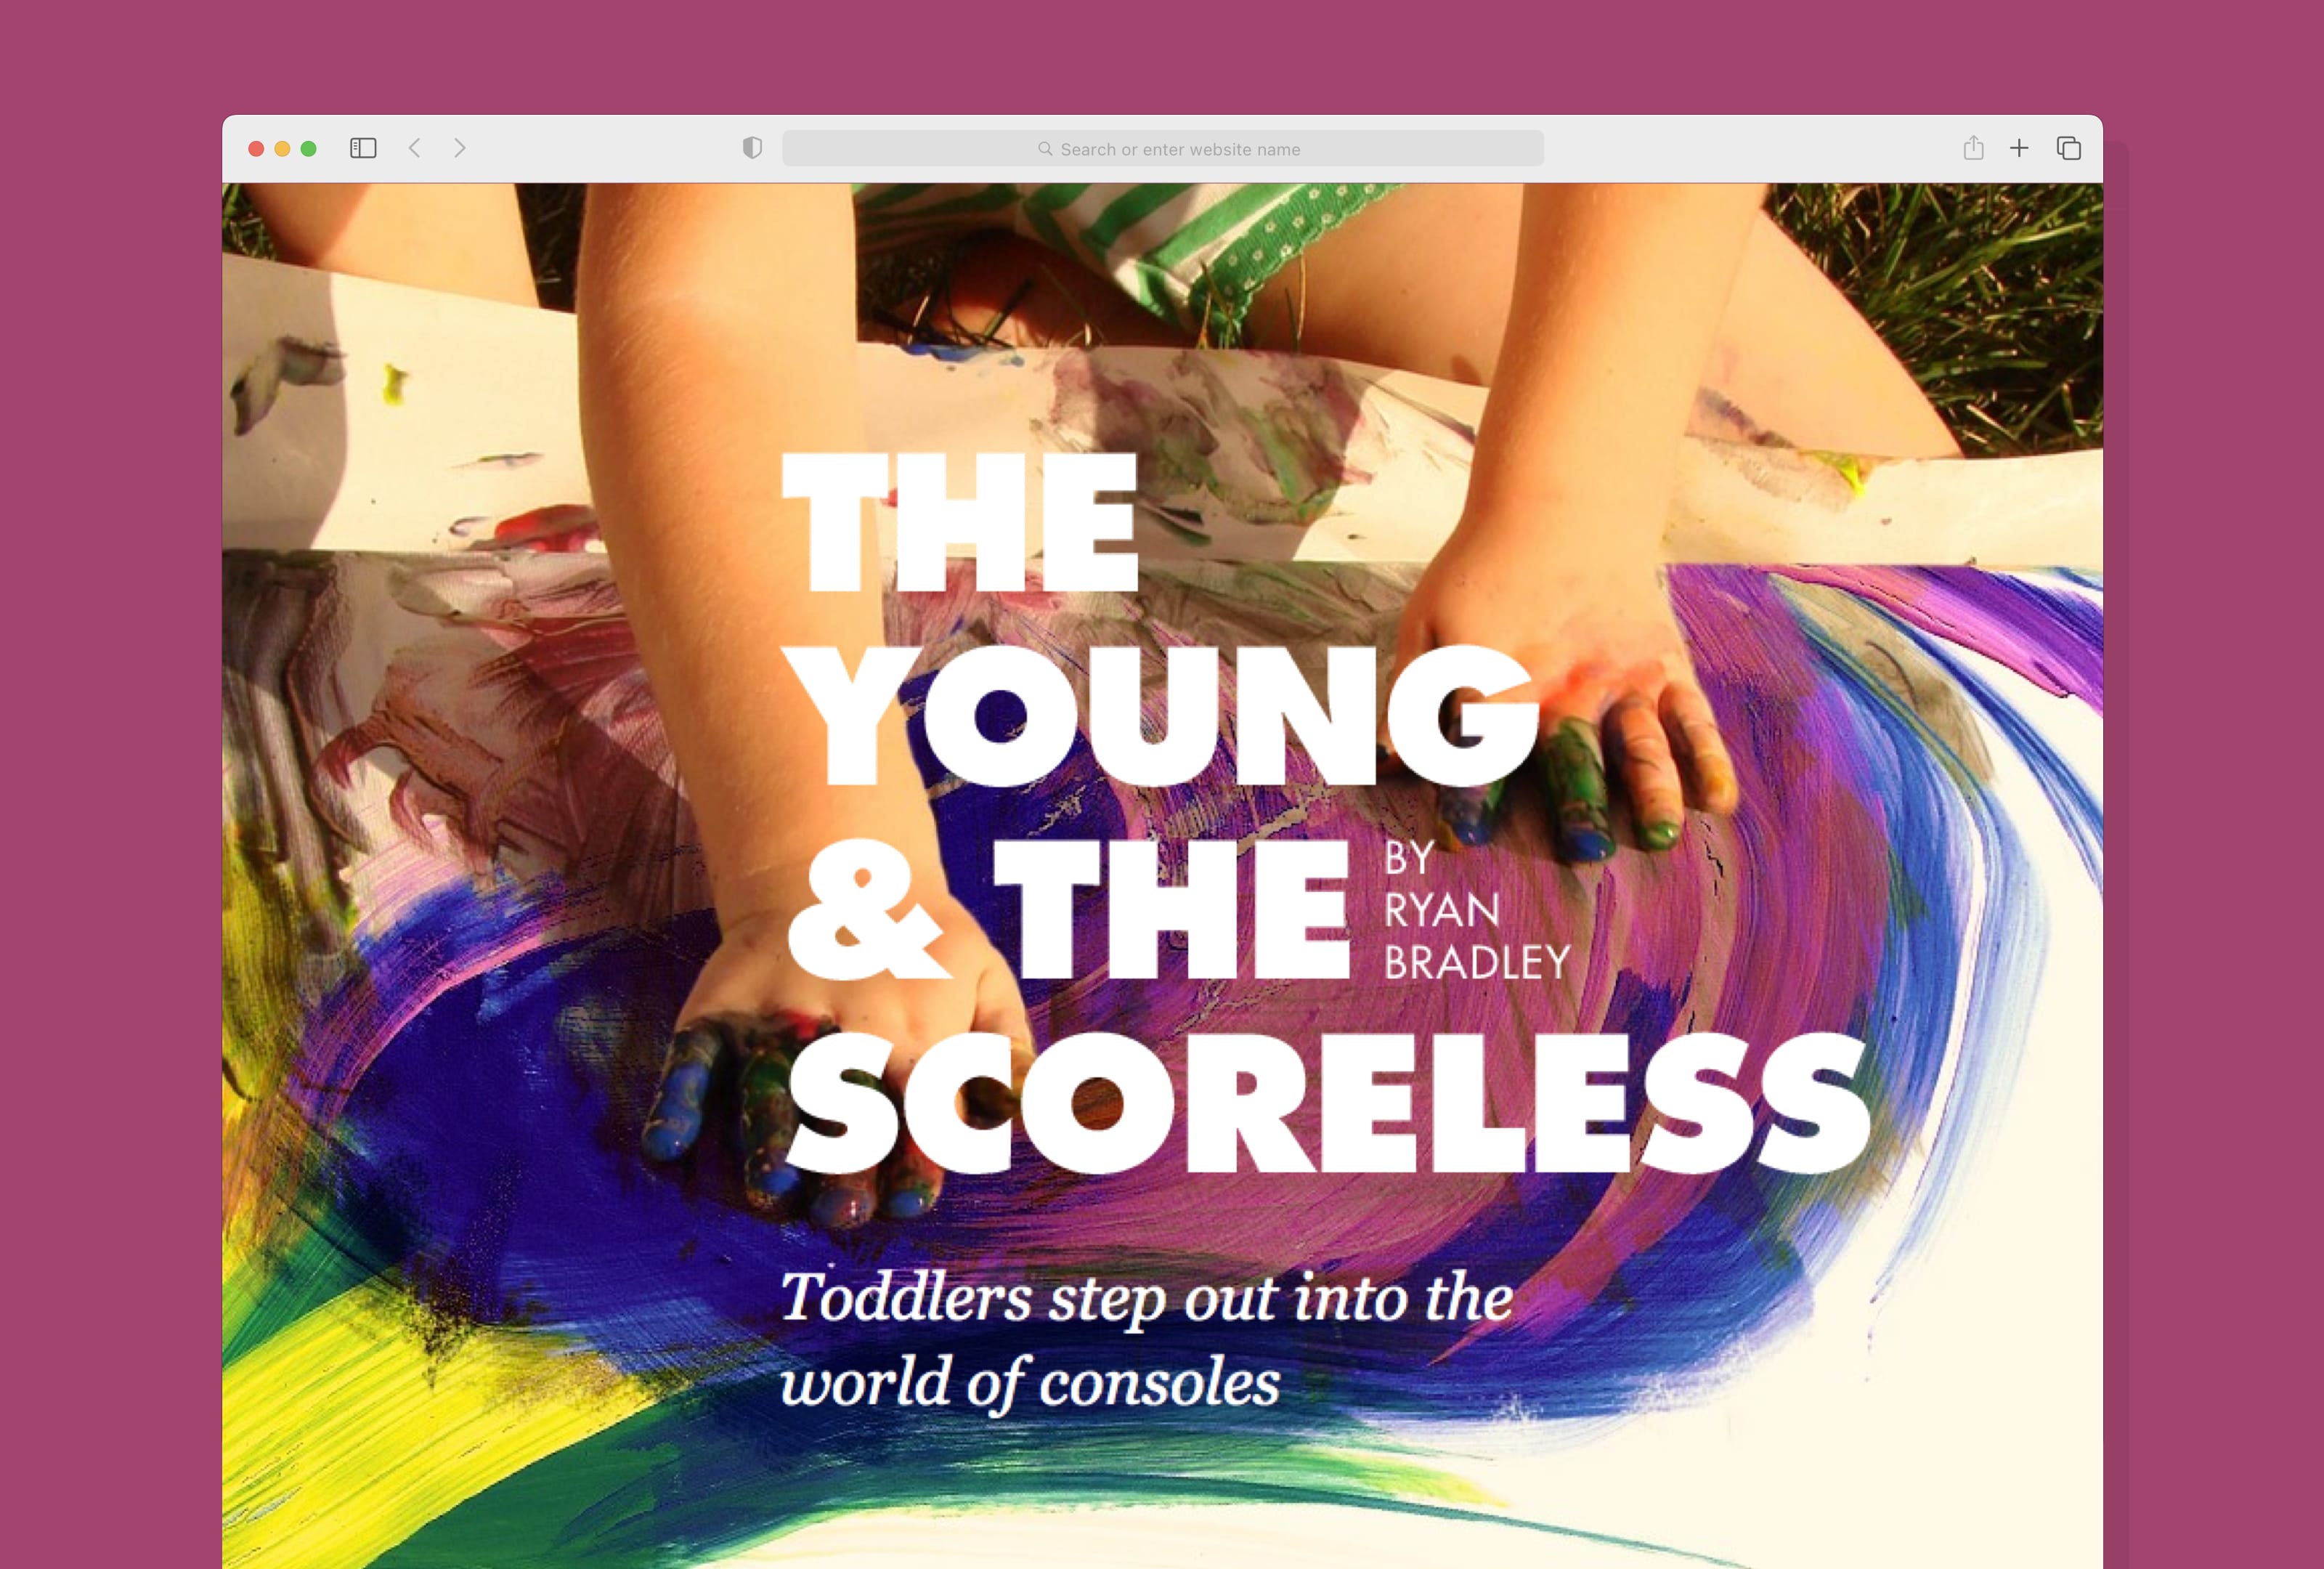 Search or enter website name
THE
YOUNG
& THE
BY
RYAN
BRADLEY
SCORELESS
Toddlers step out into the
world of consoles